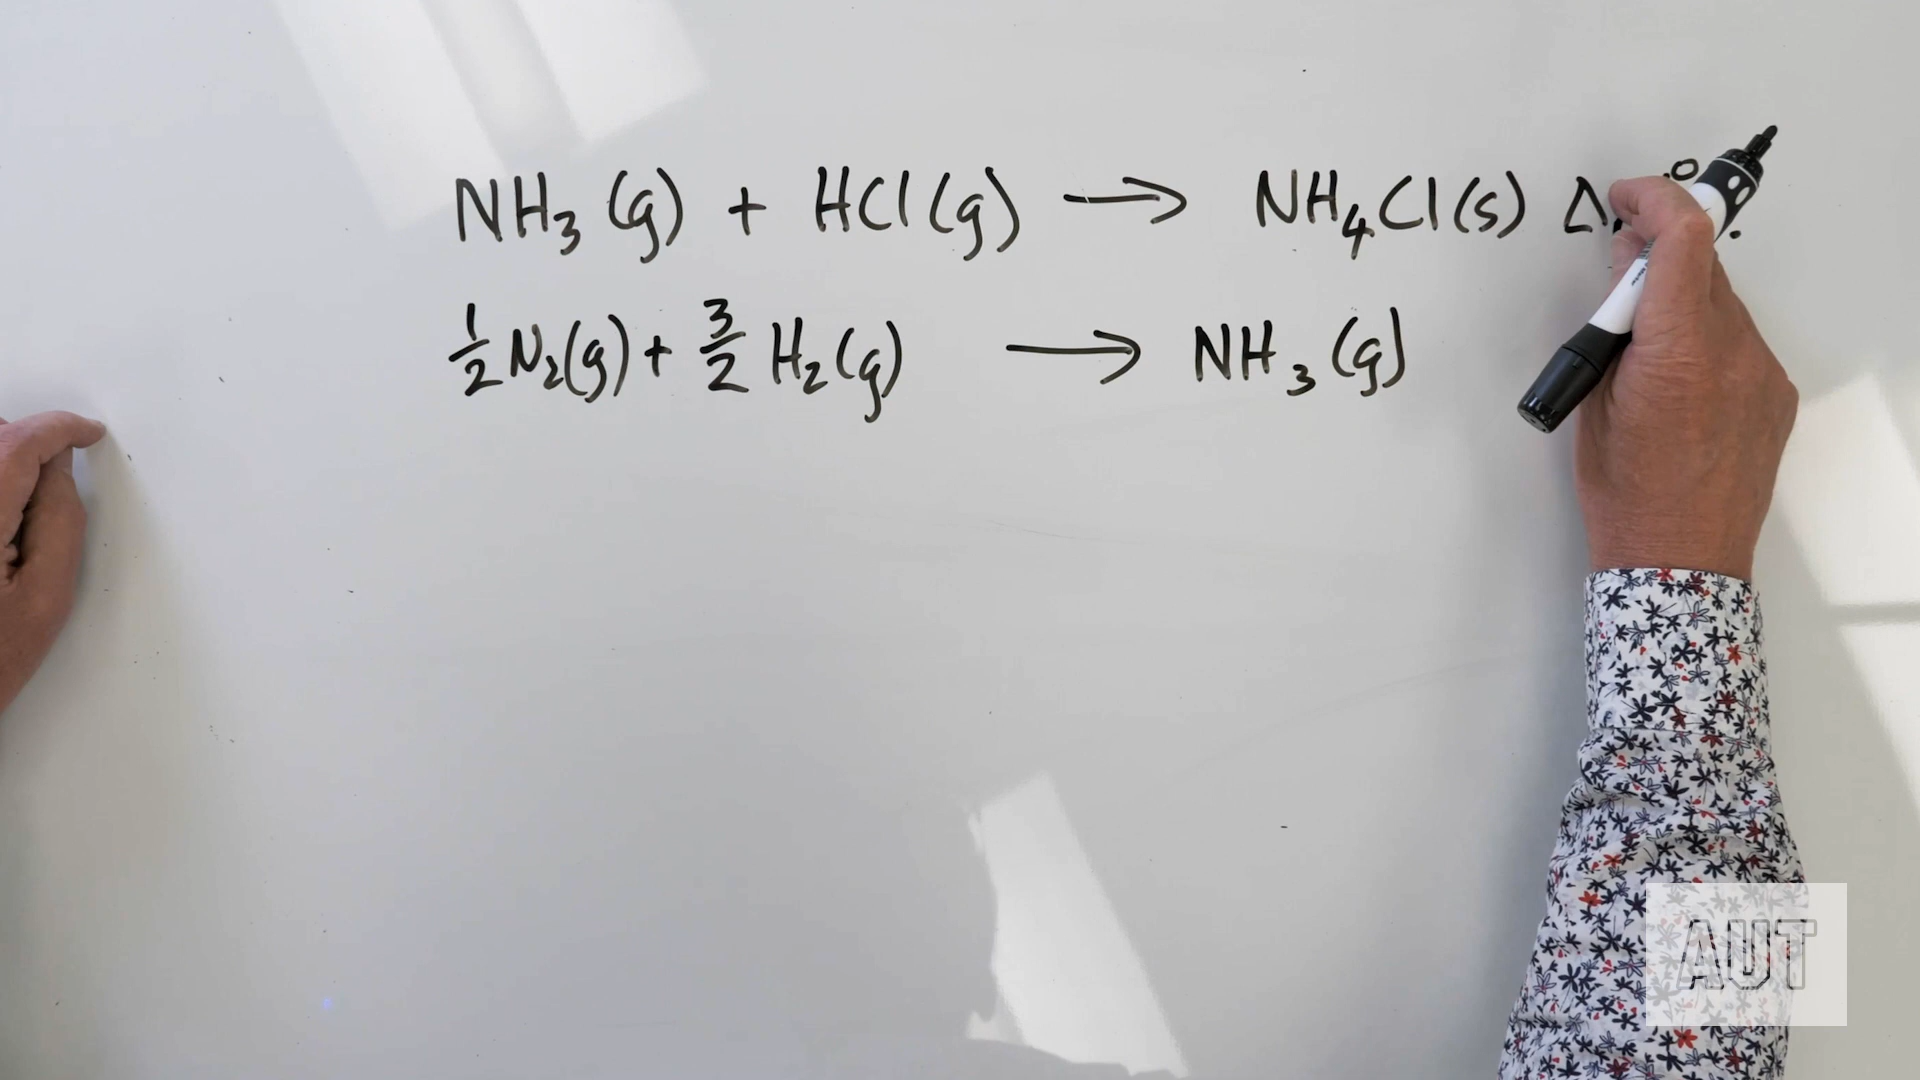 NH₃(g) + HCl(g) → NH₄Cl(s) Δ
½N₂(g) + 3/2 H₂(g) → NH₃(g)
AUT